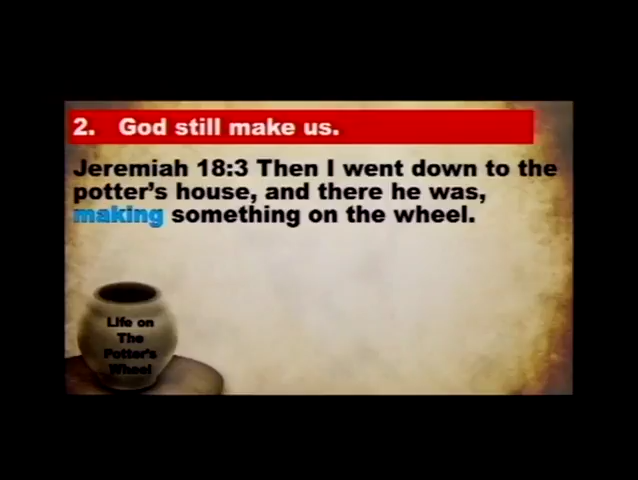 2. God still make us.
Jeremiah 18:3 Then I went down to the
potter's house, and there he was,
making something on the wheel.
Life on
The
Potter's
Wheel